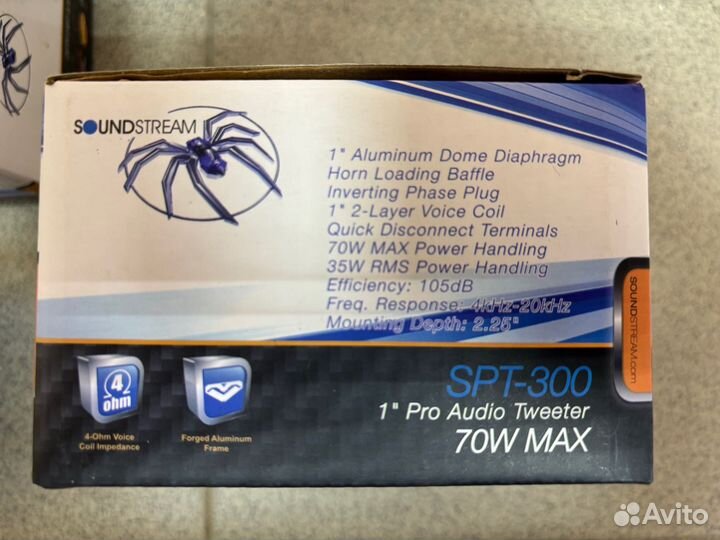 SOUNDSTREAM
1" Aluminum Dome Diaphragm
Horn Loading Baffle
Inverting Phase Plug
1" 2-Layer Voice Coil
Quick Disconnect Terminals
70W MAX Power Handling
35W RMS Power Handling
Efficiency: 105dB
Freq. Response: 4kHz-20kHz
Mounting Depth: 2.25"
SOUNDSTREAM.com
4Ω
ohm
4-Ohm Voice
Coil Impedance
Forged Aluminum
Frame
SPT-300
1" Pro Audio Tweeter
70W MAX
Avito